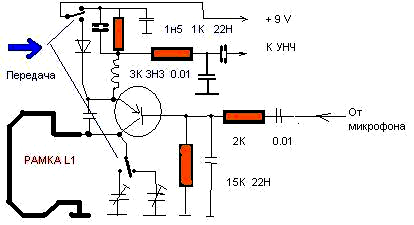 1н5 1К 22Н
+ 9 V
К УНЧ
Передача
3К 3Н3 0.01
От
микрофона
2К 0.01
РАМКА L1
15К 22Н